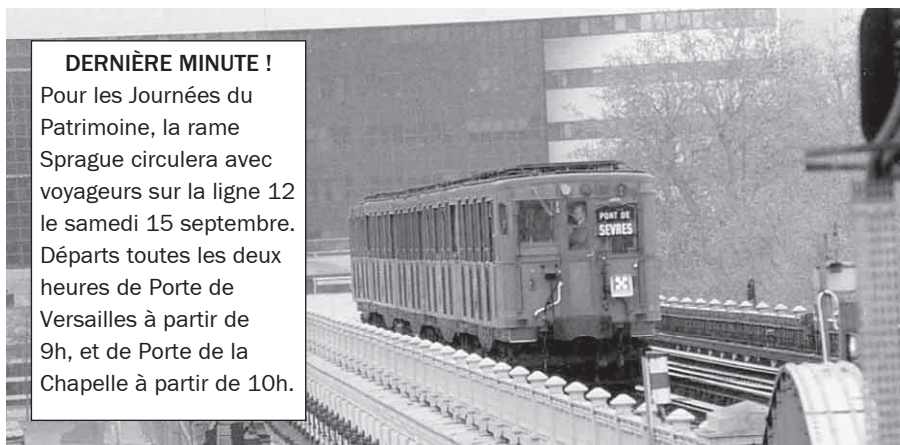 DERNIÈRE MINUTE !
Pour les Journées du
Patrimoine, la rame
Sprague circulera avec
voyageurs sur la ligne 12
le samedi 15 septembre.
Départs toutes les deux
heures de Porte de
Versailles à partir de
9h, et de Porte de la
Chapelle à partir de 10h.
PONT DE
SEVRES